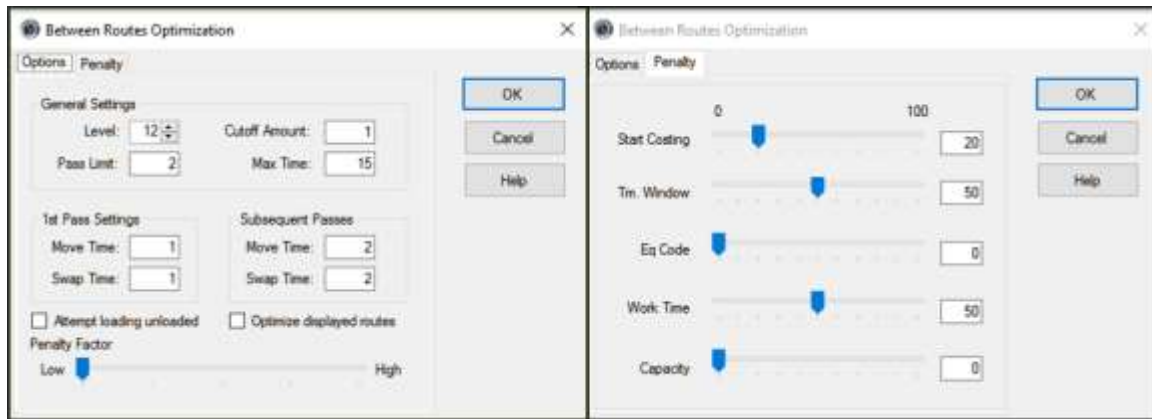 Between Routes Optimization
Options Penalty
General Settings
Level: 12 Cutoff Amount: 1
Pass Limit: 2 Max Time: 15
1st Pass Settings Subsequent Passes
Move Time: 1 Move Time: 2
Swap Time: 1 Swap Time: 2
Attempt loading unloaded Optimize displayed routes
Penalty Factor
Low High
OK
Cancel
Help
Between Routes Optimization
Options Penalty
0 100
Start Costing 20
Tm. Window 50
Eq Code 0
Work Time 50
Capacity 0
OK
Cancel
Help